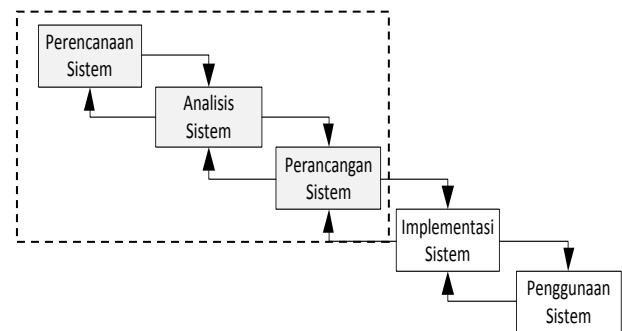 Perencanaan
Sistem
Analisis
Sistem
Perancangan
Sistem
Implementasi
Sistem
Penggunaan
Sistem